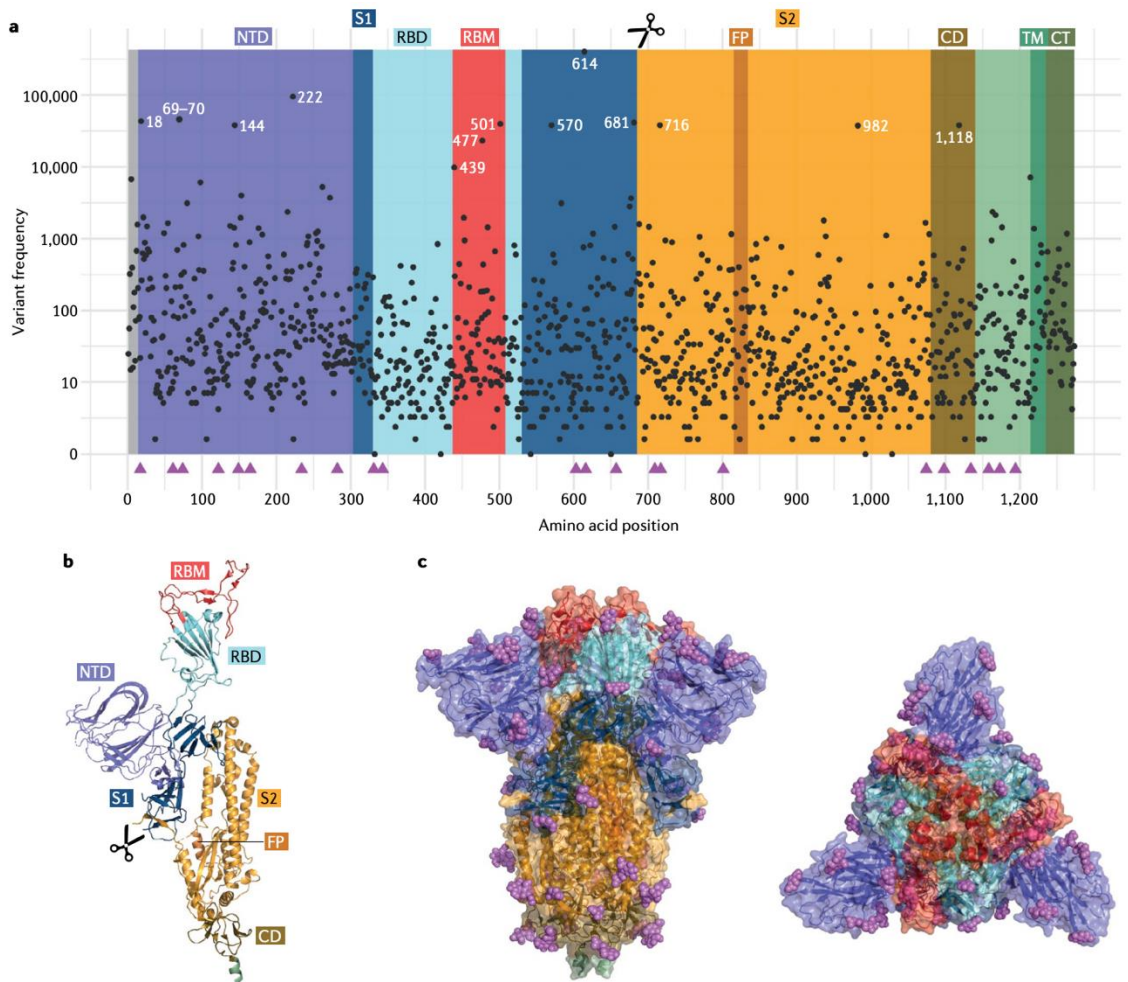 a
S1
S2
NTD
RBD
RBM
FP
CD
TM
CT
Variant frequency
100,000
10,000
1,000
100
10
0
18
69–70
144
222
439
477
501
570
614
681
716
982
1,118
0
100
200
300
400
500
600
700
800
900
1,000
1,100
1,200
Amino acid position
b
RBM
RBD
NTD
S1
S2
FP
CD
c